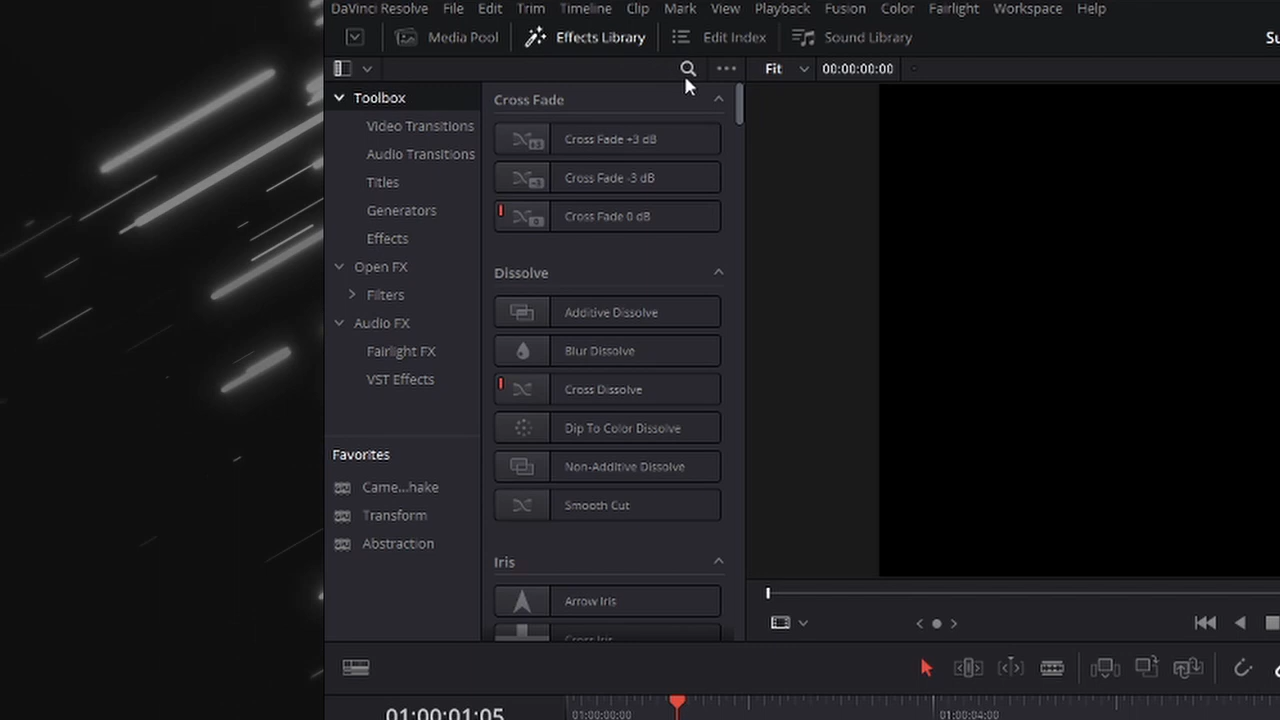 DaVinci Resolve File Edit Trim Timeline Clip Mark View Playback Fusion Color Fairlight Workspace Help
Media Pool Effects Library Edit Index Sound Library
Fit 00:00:00:00
Toolbox
Video Transitions
Audio Transitions
Titles
Generators
Effects
Open FX
Filters
Audio FX
Fairlight FX
VST Effects
Favorites
Came...hake
Transform
Abstraction
Cross Fade
Cross Fade +3 dB
Cross Fade -3 dB
Cross Fade 0 dB
Dissolve
Additive Dissolve
Blur Dissolve
Cross Dissolve
Dip To Color Dissolve
Non-Additive Dissolve
Smooth Cut
Iris
Arrow Iris
Cross Iris
01:00:01:05
01:00:00:00
01:00:04:00